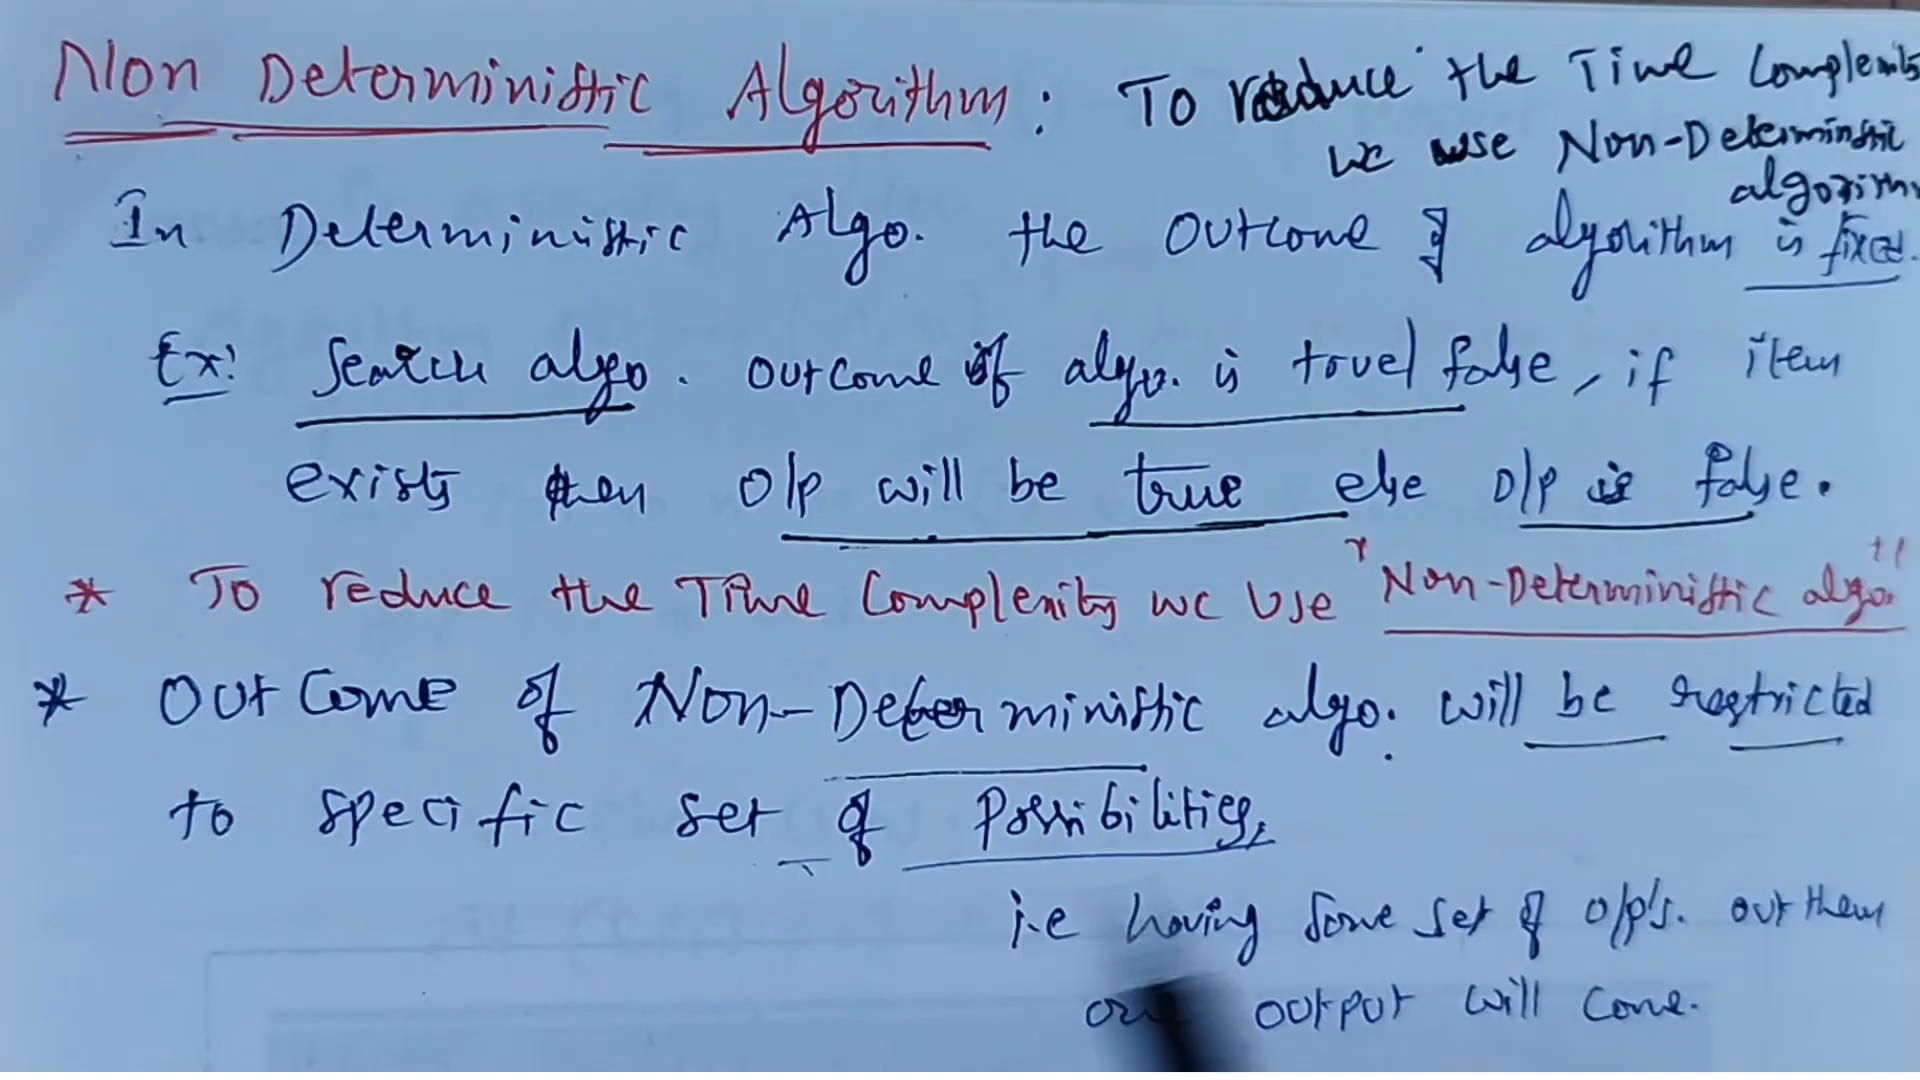 Non Deterministic Algorithm : To reduce the Time Complexity
we use Non-Deterministic
algorithm
In Deterministic Algo. the outcome of algorithm is fixed.
Ex: Search algo. outcome of algo. is true/false, if item
exists then o/p will be true else o/p is false.
* To reduce the Time Complexity we Use "Non-Deterministic algo."
* Outcome of Non-Deterministic algo. will be restricted
to specific set of possibilities,
i.e having some set of o/p's. out them
output will come.